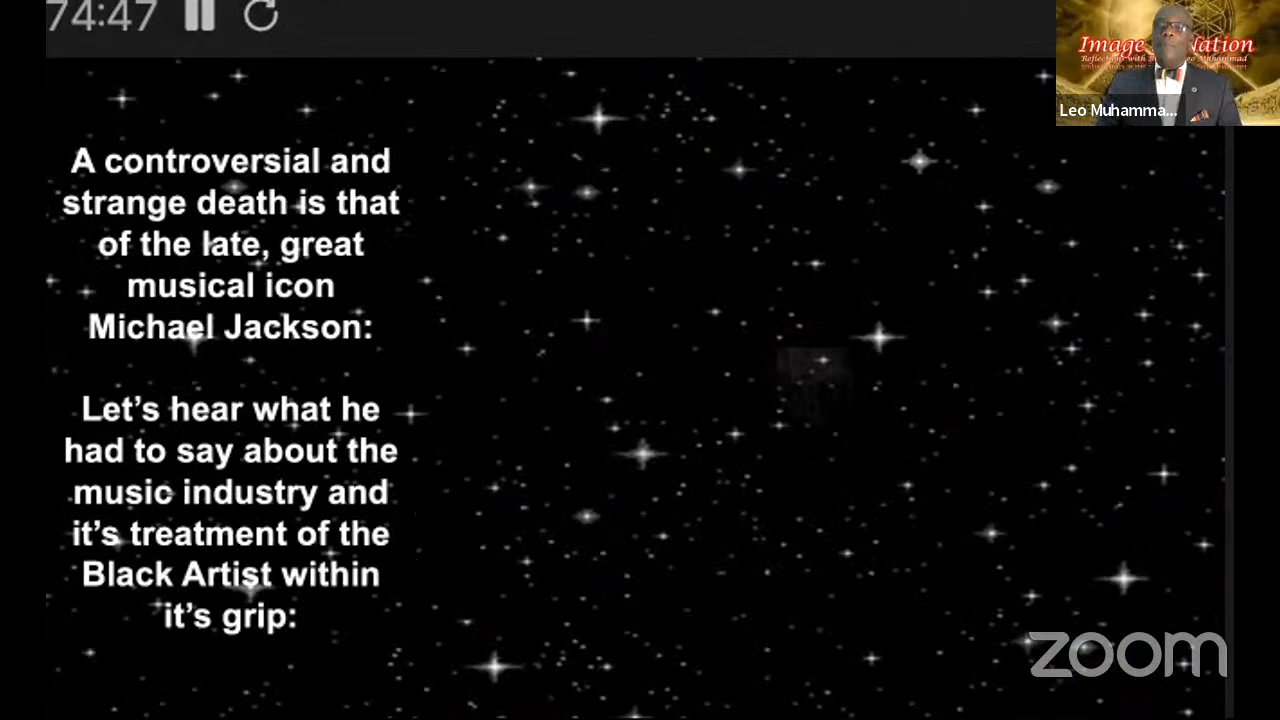 74:47
Image Nation
Leo Muhamma...
A controversial and
strange death is that
of the late, great
musical icon
Michael Jackson:
Let's hear what he
had to say about the
music industry and
it's treatment of the
Black Artist within
it's grip:
zoom